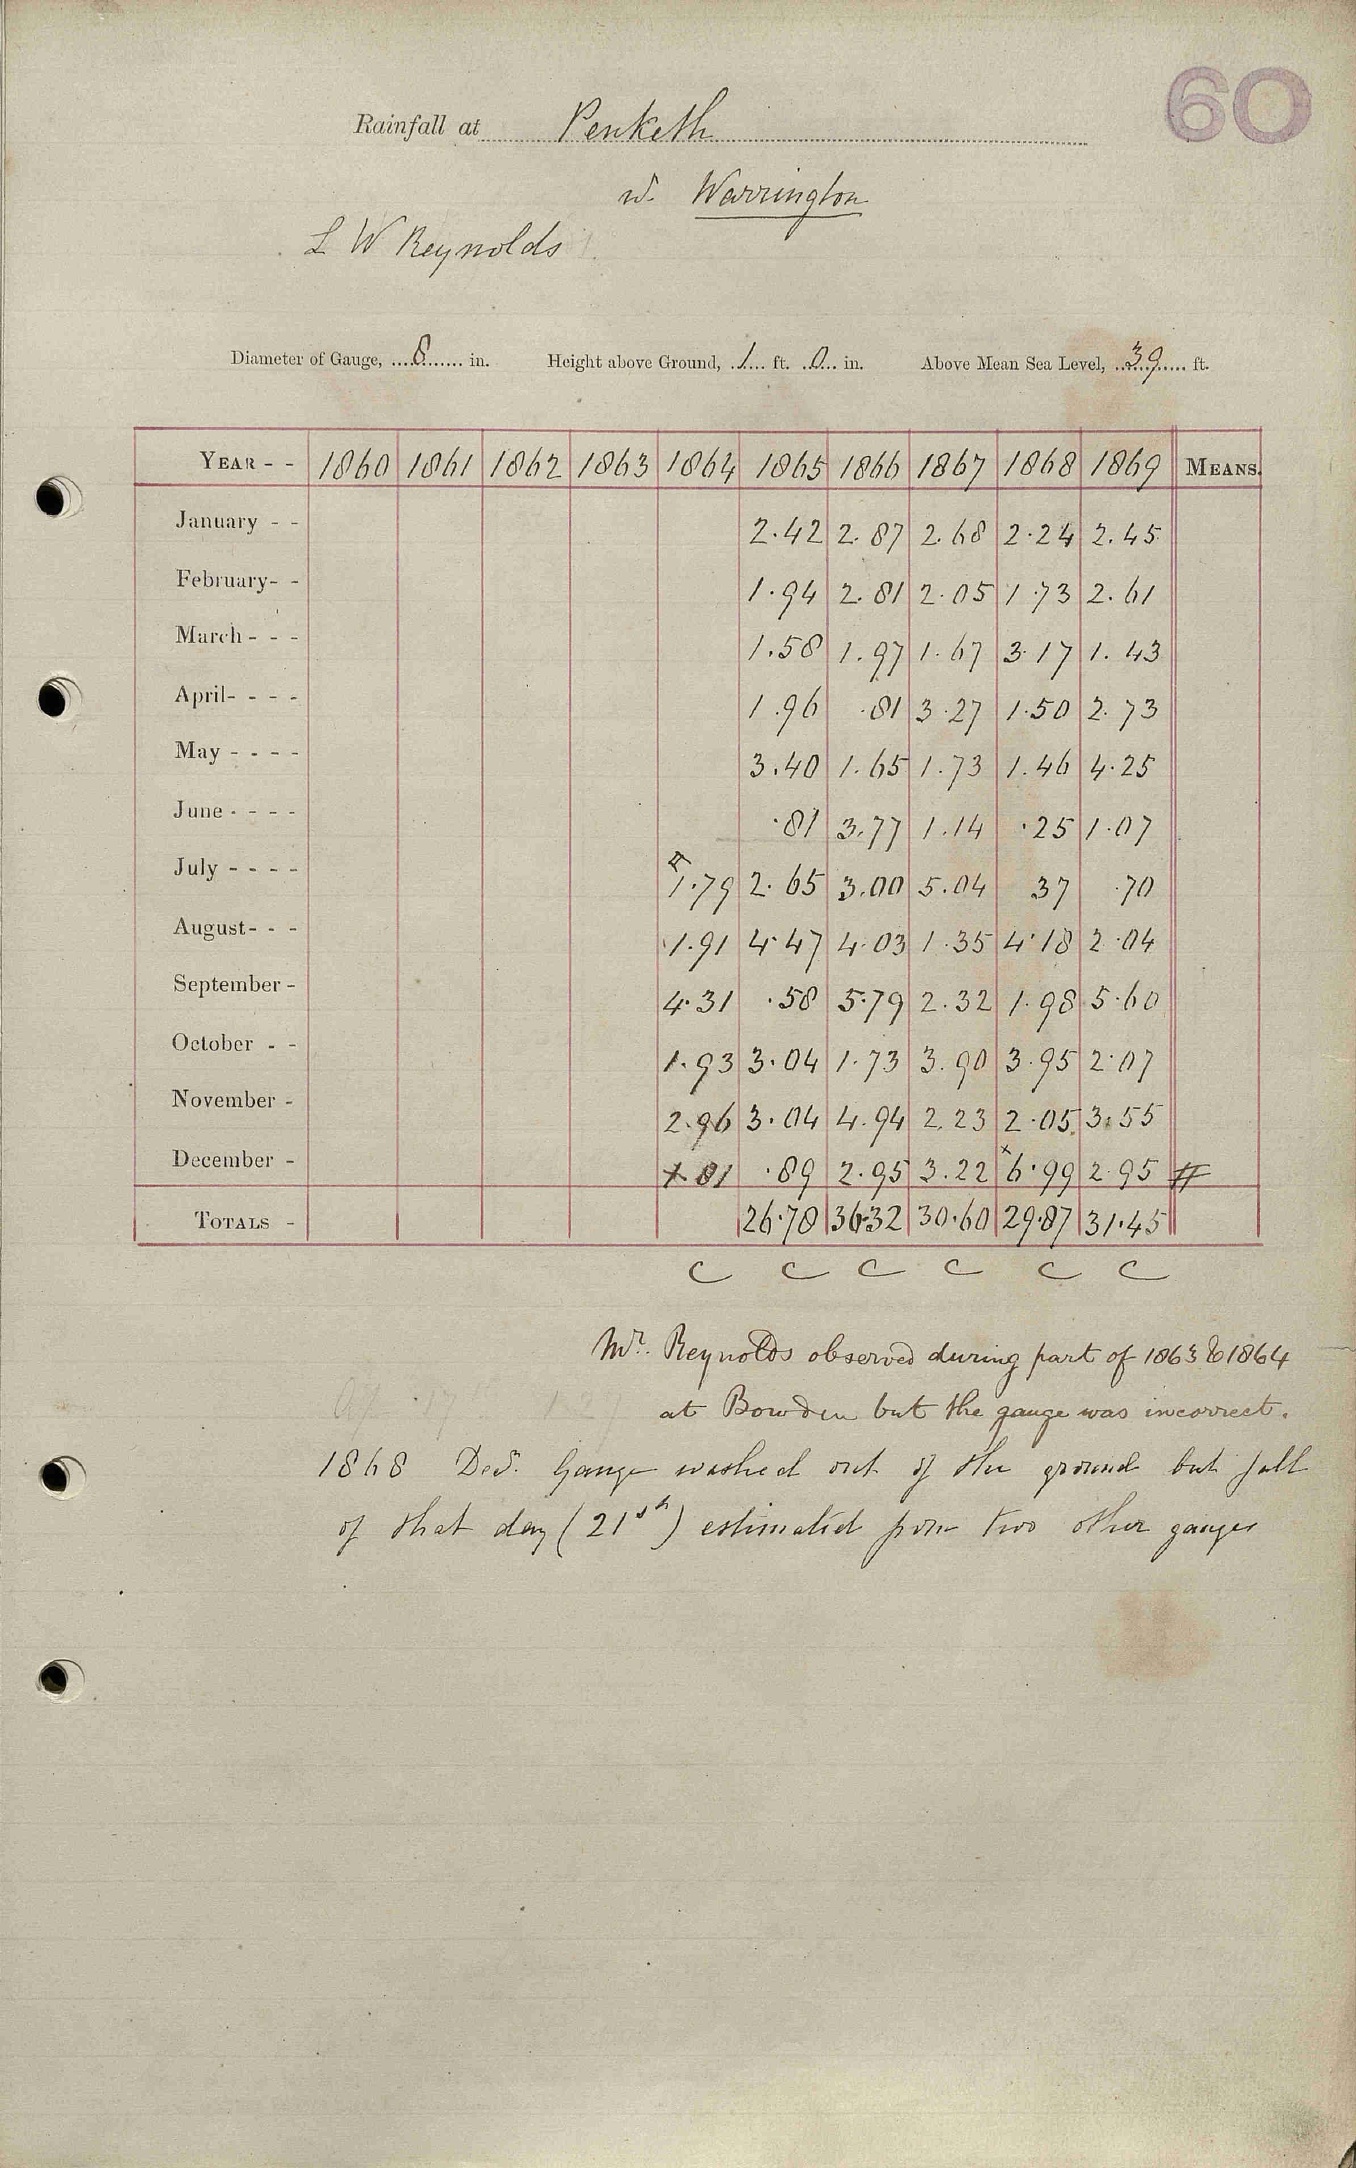 60
Rainfall at Penketh
nr. Warrington
L W Reynolds
Diameter of Gauge, 8 in. Height above Ground, 1 ft. 0 in. Above Mean Sea Level, 39 ft.
YEAR - - 1860 1861 1862 1863 1864 1865 1866 1867 1868 1869 MEANS.
January - - 2.42 2.87 2.68 2.24 2.45
February - - 1.94 2.81 2.05 1.73 2.61
March - - - 1.58 1.97 1.67 3.17 1.43
April - - - - 1.96 .81 3.27 1.50 2.73
May - - - - 3.40 1.65 1.73 1.46 4.25
June - - - - .81 3.77 1.14 .25 1.07
July - - - - # 1.79 2.65 3.00 5.04 37 .70
August - - - 1.91 4.47 4.03 1.35 4.18 2.04
September - 4.31 .58 5.79 2.32 1.98 5.60
October - - 1.93 3.04 1.73 3.90 3.95 2.07
November - 2.96 3.04 4.94 2.23 2.05 3.55
December - 1.81 .89 2.95 3.22 x6.99 2.95 #
TOTALS - 26.78 36.32 30.60 29.87 31.45
C C C C C C
Mr. Reynolds observed during part of 1863 & 1864
at Bowden but the gauge was incorrect.
1868 Decr. Gauge washed out of the ground but fall
of that day (21st) estimated from two other gauges